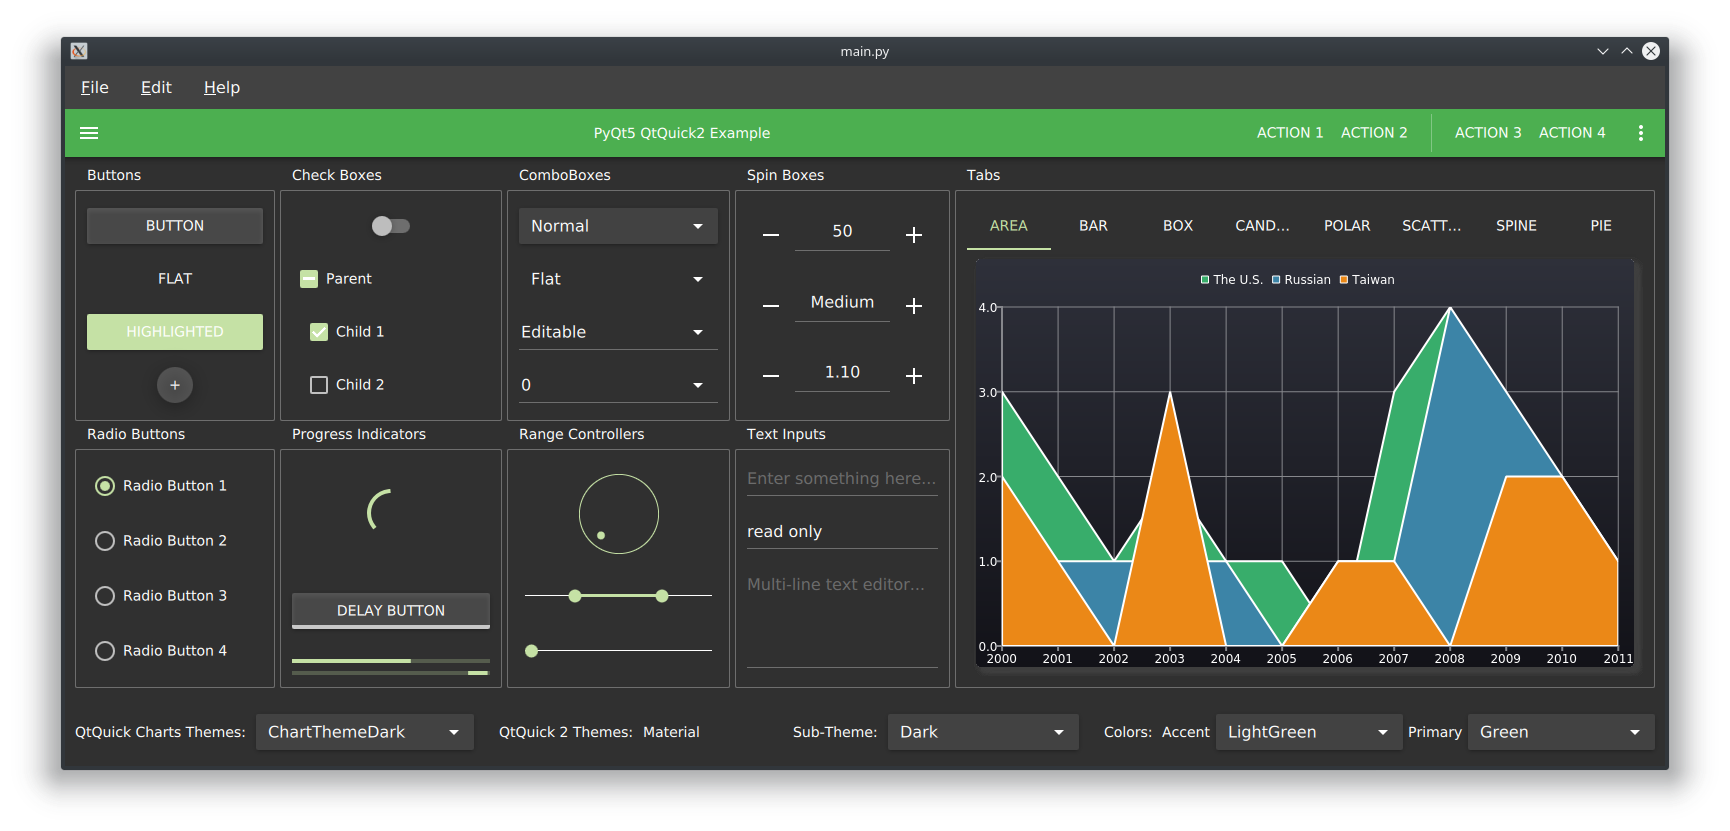 main.py
File Edit Help
PyQt5 QtQuick2 Example ACTION 1 ACTION 2 ACTION 3 ACTION 4
Buttons Check Boxes ComboBoxes Spin Boxes Tabs
BUTTON
FLAT
HIGHLIGHTED
+
Parent
Child 1
Child 2
Normal
Flat
Editable
0
50
Medium
1.10
AREA BAR BOX CAND... POLAR SCATT... SPINE PIE
The U.S. Russian Taiwan
4.0
3.0
2.0
1.0
0.0
2000 2001 2002 2003 2004 2005 2006 2007 2008 2009 2010 2011
Radio Buttons Progress Indicators Range Controllers Text Inputs
Radio Button 1
Radio Button 2
Radio Button 3
Radio Button 4
DELAY BUTTON
Enter something here...
read only
Multi-line text editor...
QtQuick Charts Themes: ChartThemeDark QtQuick 2 Themes: Material Sub-Theme: Dark Colors: Accent LightGreen Primary Green